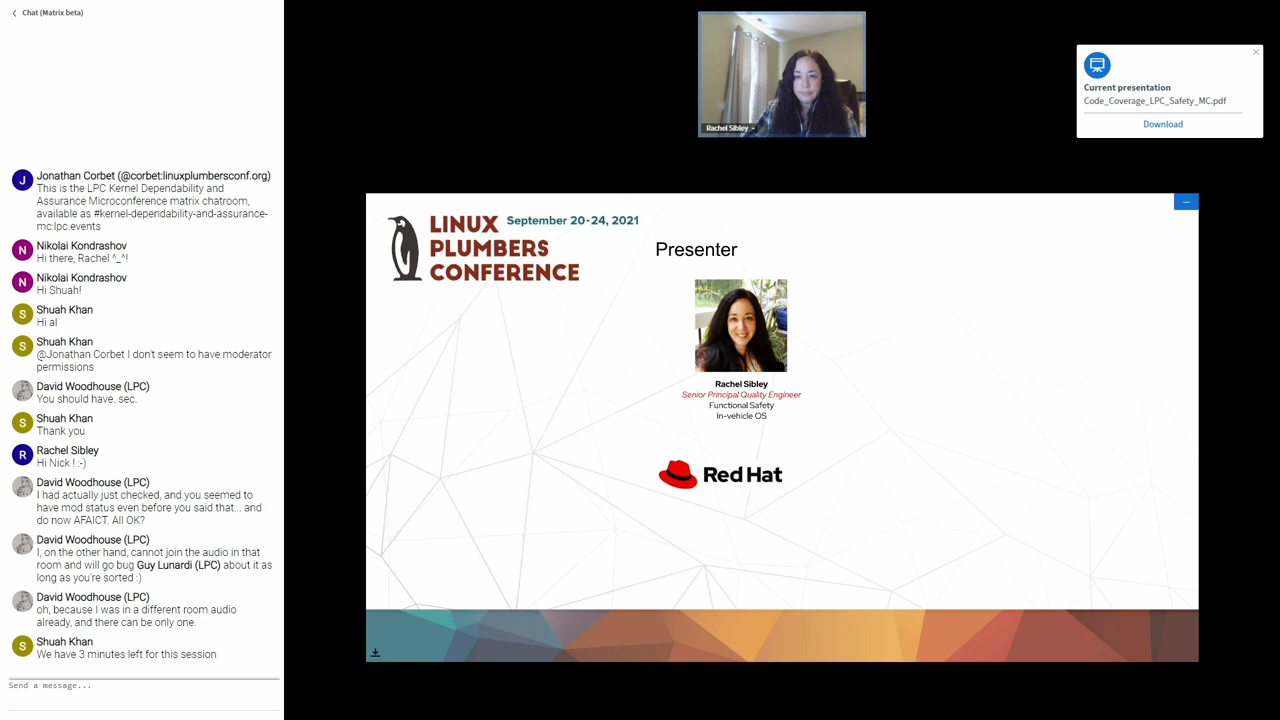 Chat (Matrix beta)
Jonathan Corbet (@corbet:linuxplumbersconf.org)
This is the LPC Kernel Dependability and
Assurance Microconference matrix chatroom,
available as #kernel-dependability-and-assurance-
mc:lpc.events
N
Nikolai Kondrashov
Hi there, Rachel ^_^!
N
Nikolai Kondrashov
Hi Shuah!
S
Shuah Khan
Hi al
S
Shuah Khan
@Jonathan Corbet I don't seem to have moderator
permissions
David Woodhouse (LPC)
You should have. sec.
S
Shuah Khan
Thank you
R
Rachel Sibley
Hi Nick ! :-)
David Woodhouse (LPC)
I had actually just checked, and you seemed to
have mod status even before you said that... and
do now AFAICT. All OK?
David Woodhouse (LPC)
I, on the other hand, cannot join the audio in that
room and will go bug Guy Lunardi (LPC) about it as
long as you're sorted :)
David Woodhouse (LPC)
oh, because I was in a different room audio
already, and there can be only one.
S
Shuah Khan
We have 3 minutes left for this session
Send a message...
Rachel Sibley
Current presentation
Code_Coverage_LPC_Safety_MC.pdf
Download
LINUX
PLUMBERS
CONFERENCE
September 20-24, 2021
Presenter
Rachel Sibley
Senior Principal Quality Engineer
Functional Safety
In-vehicle OS
Red Hat